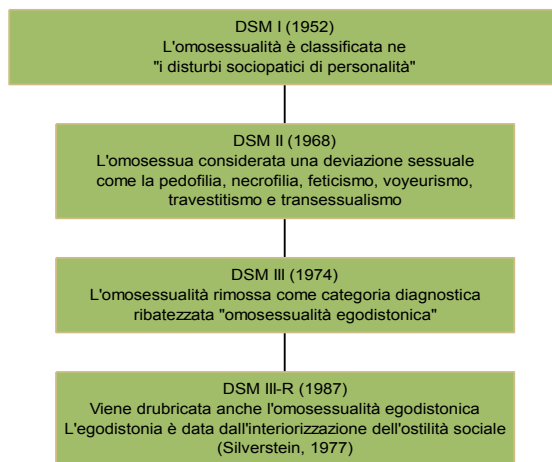 DSM I (1952)
L'omosessualità è classificata ne
"i disturbi sociopatici di personalità"
DSM II (1968)
L'omosessua considerata una deviazione sessuale
come la pedofilia, necrofilia, feticismo, voyeurismo,
travestitismo e transessualismo
DSM III (1974)
L'omosessualità rimossa come categoria diagnostica
ribatezzata "omosessualità egodistonica"
DSM III-R (1987)
Viene drubricata anche l'omosessualità egodistonica
L'egodistonia è data dall'interiorizzazione dell'ostilità sociale
(Silverstein, 1977)